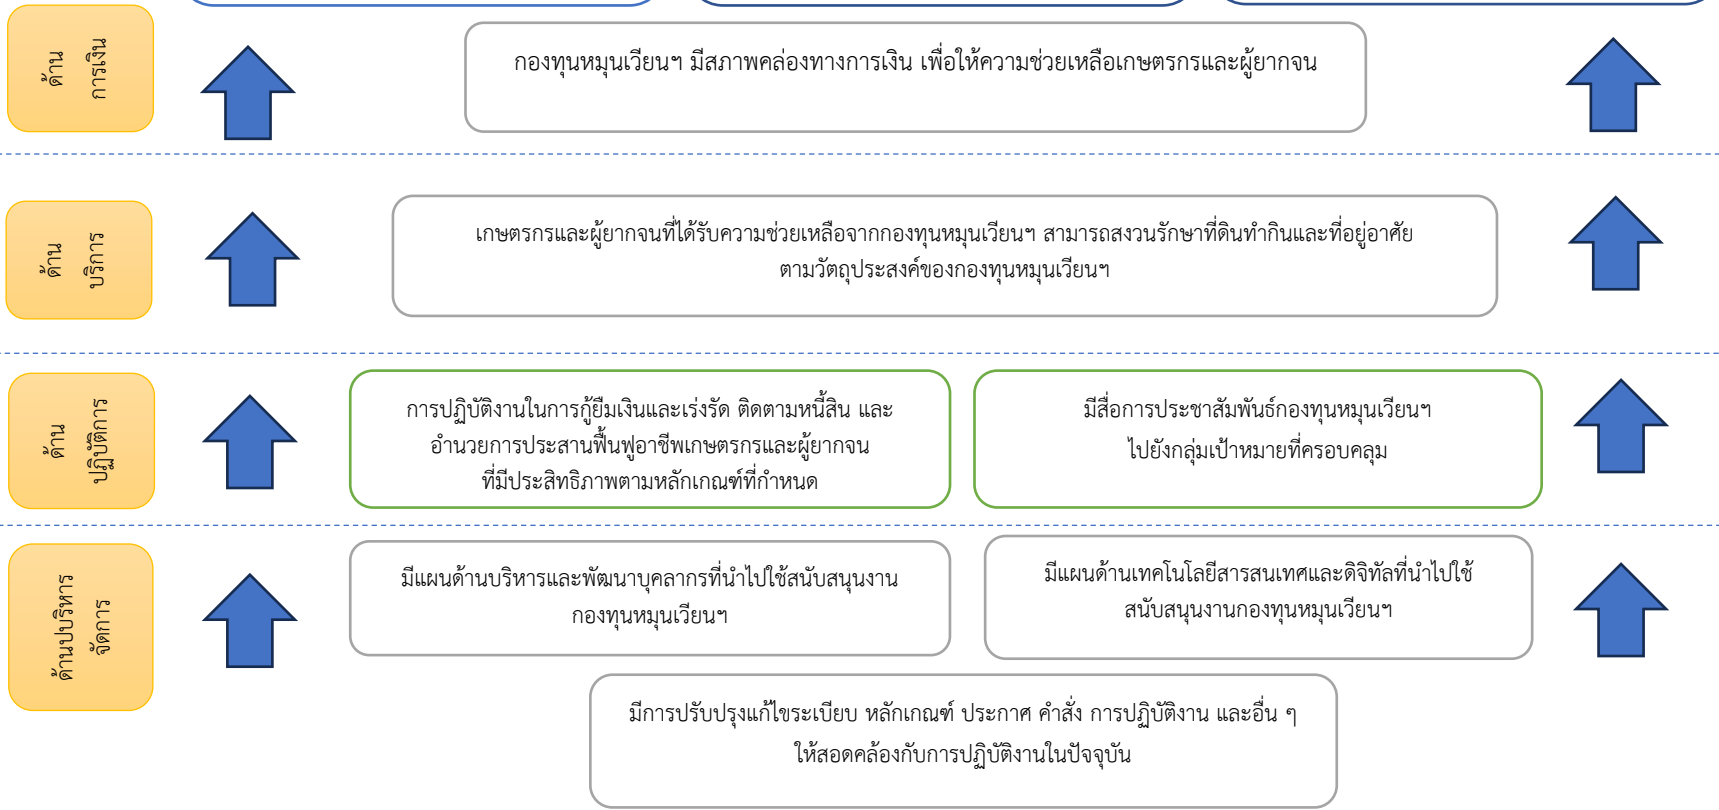 ด้าน
การเงิน
กองทุนหมุนเวียนฯ มีสภาพคล่องทางการเงิน เพื่อให้ความช่วยเหลือเกษตรกรและผู้ยากจน
ด้าน
บริการ
เกษตรกรและผู้ยากจนที่ได้รับความช่วยเหลือจากกองทุนหมุนเวียนฯ สามารถสงวนรักษาที่ดินทำกินและที่อยู่อาศัย
ตามวัตถุประสงค์ของกองทุนหมุนเวียนฯ
ด้าน
ปฏิบัติการ
การปฏิบัติงานในการกู้ยืมเงินและเร่งรัด ติดตามหนี้สิน และ
อำนวยการประสานฟื้นฟูอาชีพเกษตรกรและผู้ยากจน
ที่มีประสิทธิภาพตามหลักเกณฑ์ที่กำหนด
มีสื่อการประชาสัมพันธ์กองทุนหมุนเวียนฯ
ไปยังกลุ่มเป้าหมายที่ครอบคลุม
ด้านปบริหาร
จัดการ
มีแผนด้านบริหารและพัฒนาบุคลากรที่นำไปใช้สนับสนุนงาน
กองทุนหมุนเวียนฯ
มีแผนด้านเทคโนโลยีสารสนเทศและดิจิทัลที่นำไปใช้
สนับสนุนงานกองทุนหมุนเวียนฯ
มีการปรับปรุงแก้ไขระเบียบ หลักเกณฑ์ ประกาศ คำสั่ง การปฏิบัติงาน และอื่น ๆ
ให้สอดคล้องกับการปฏิบัติงานในปัจจุบัน